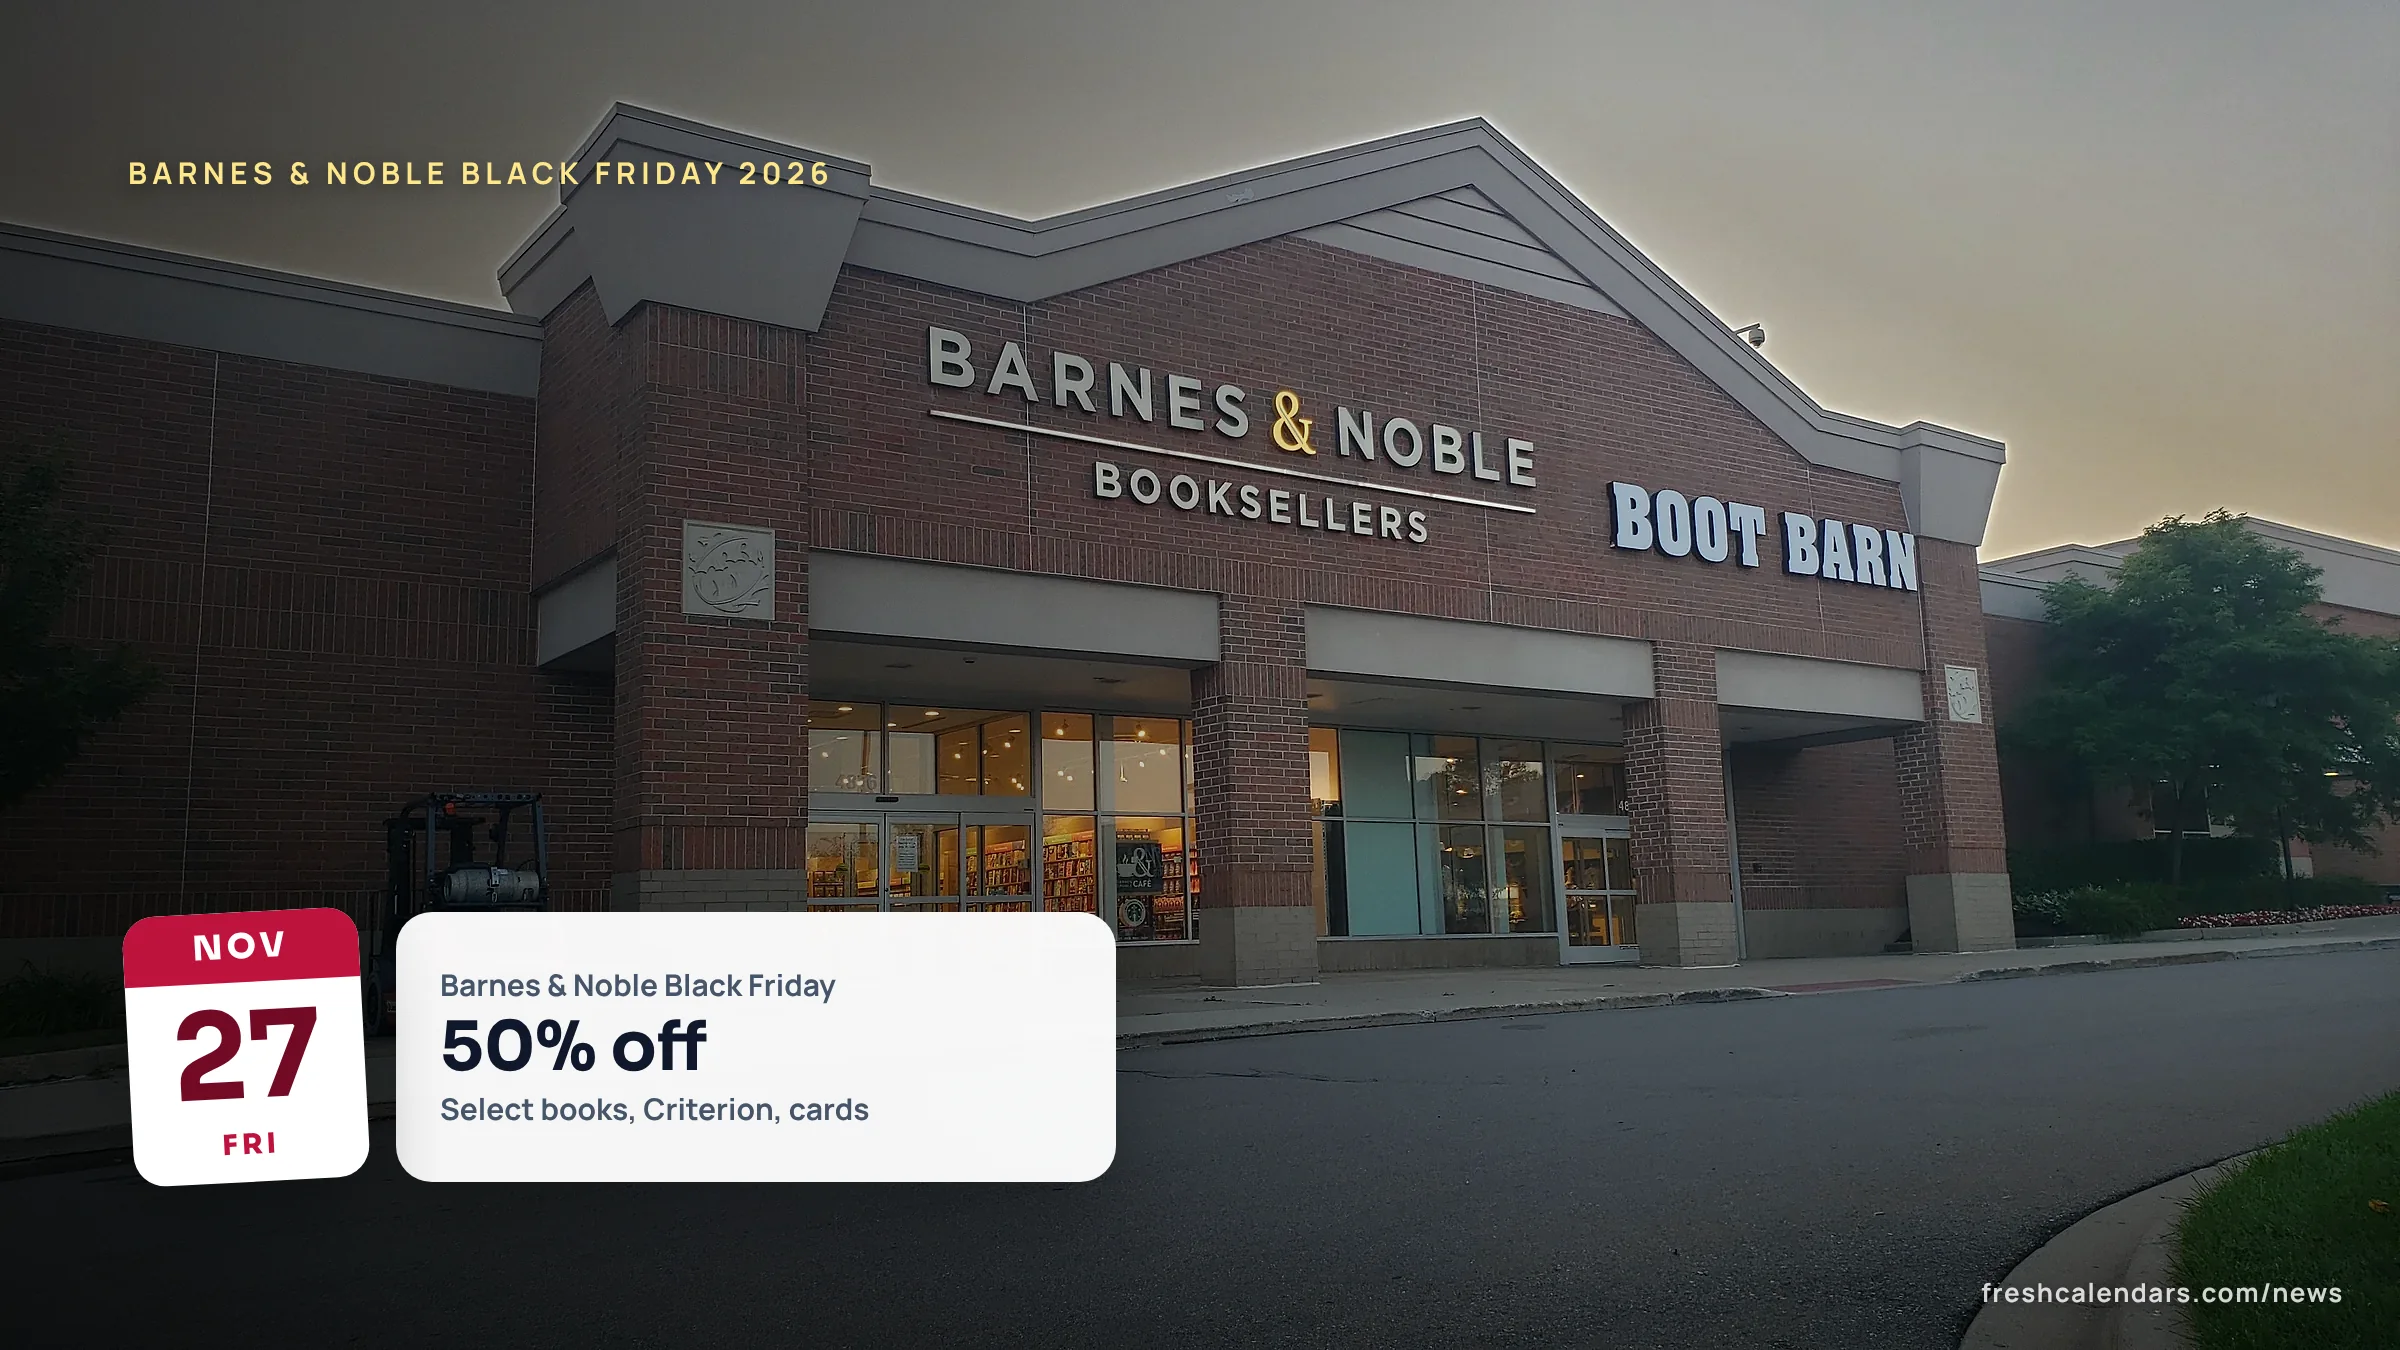 BARNES & NOBLE BLACK FRIDAY 2026
BARNES & NOBLE
BOOKSELLERS
BOOT BARN
&
CAFÉ
NOV
27
FRI
Barnes & Noble Black Friday
50% off
Select books, Criterion, cards
freshcalendars.com/news